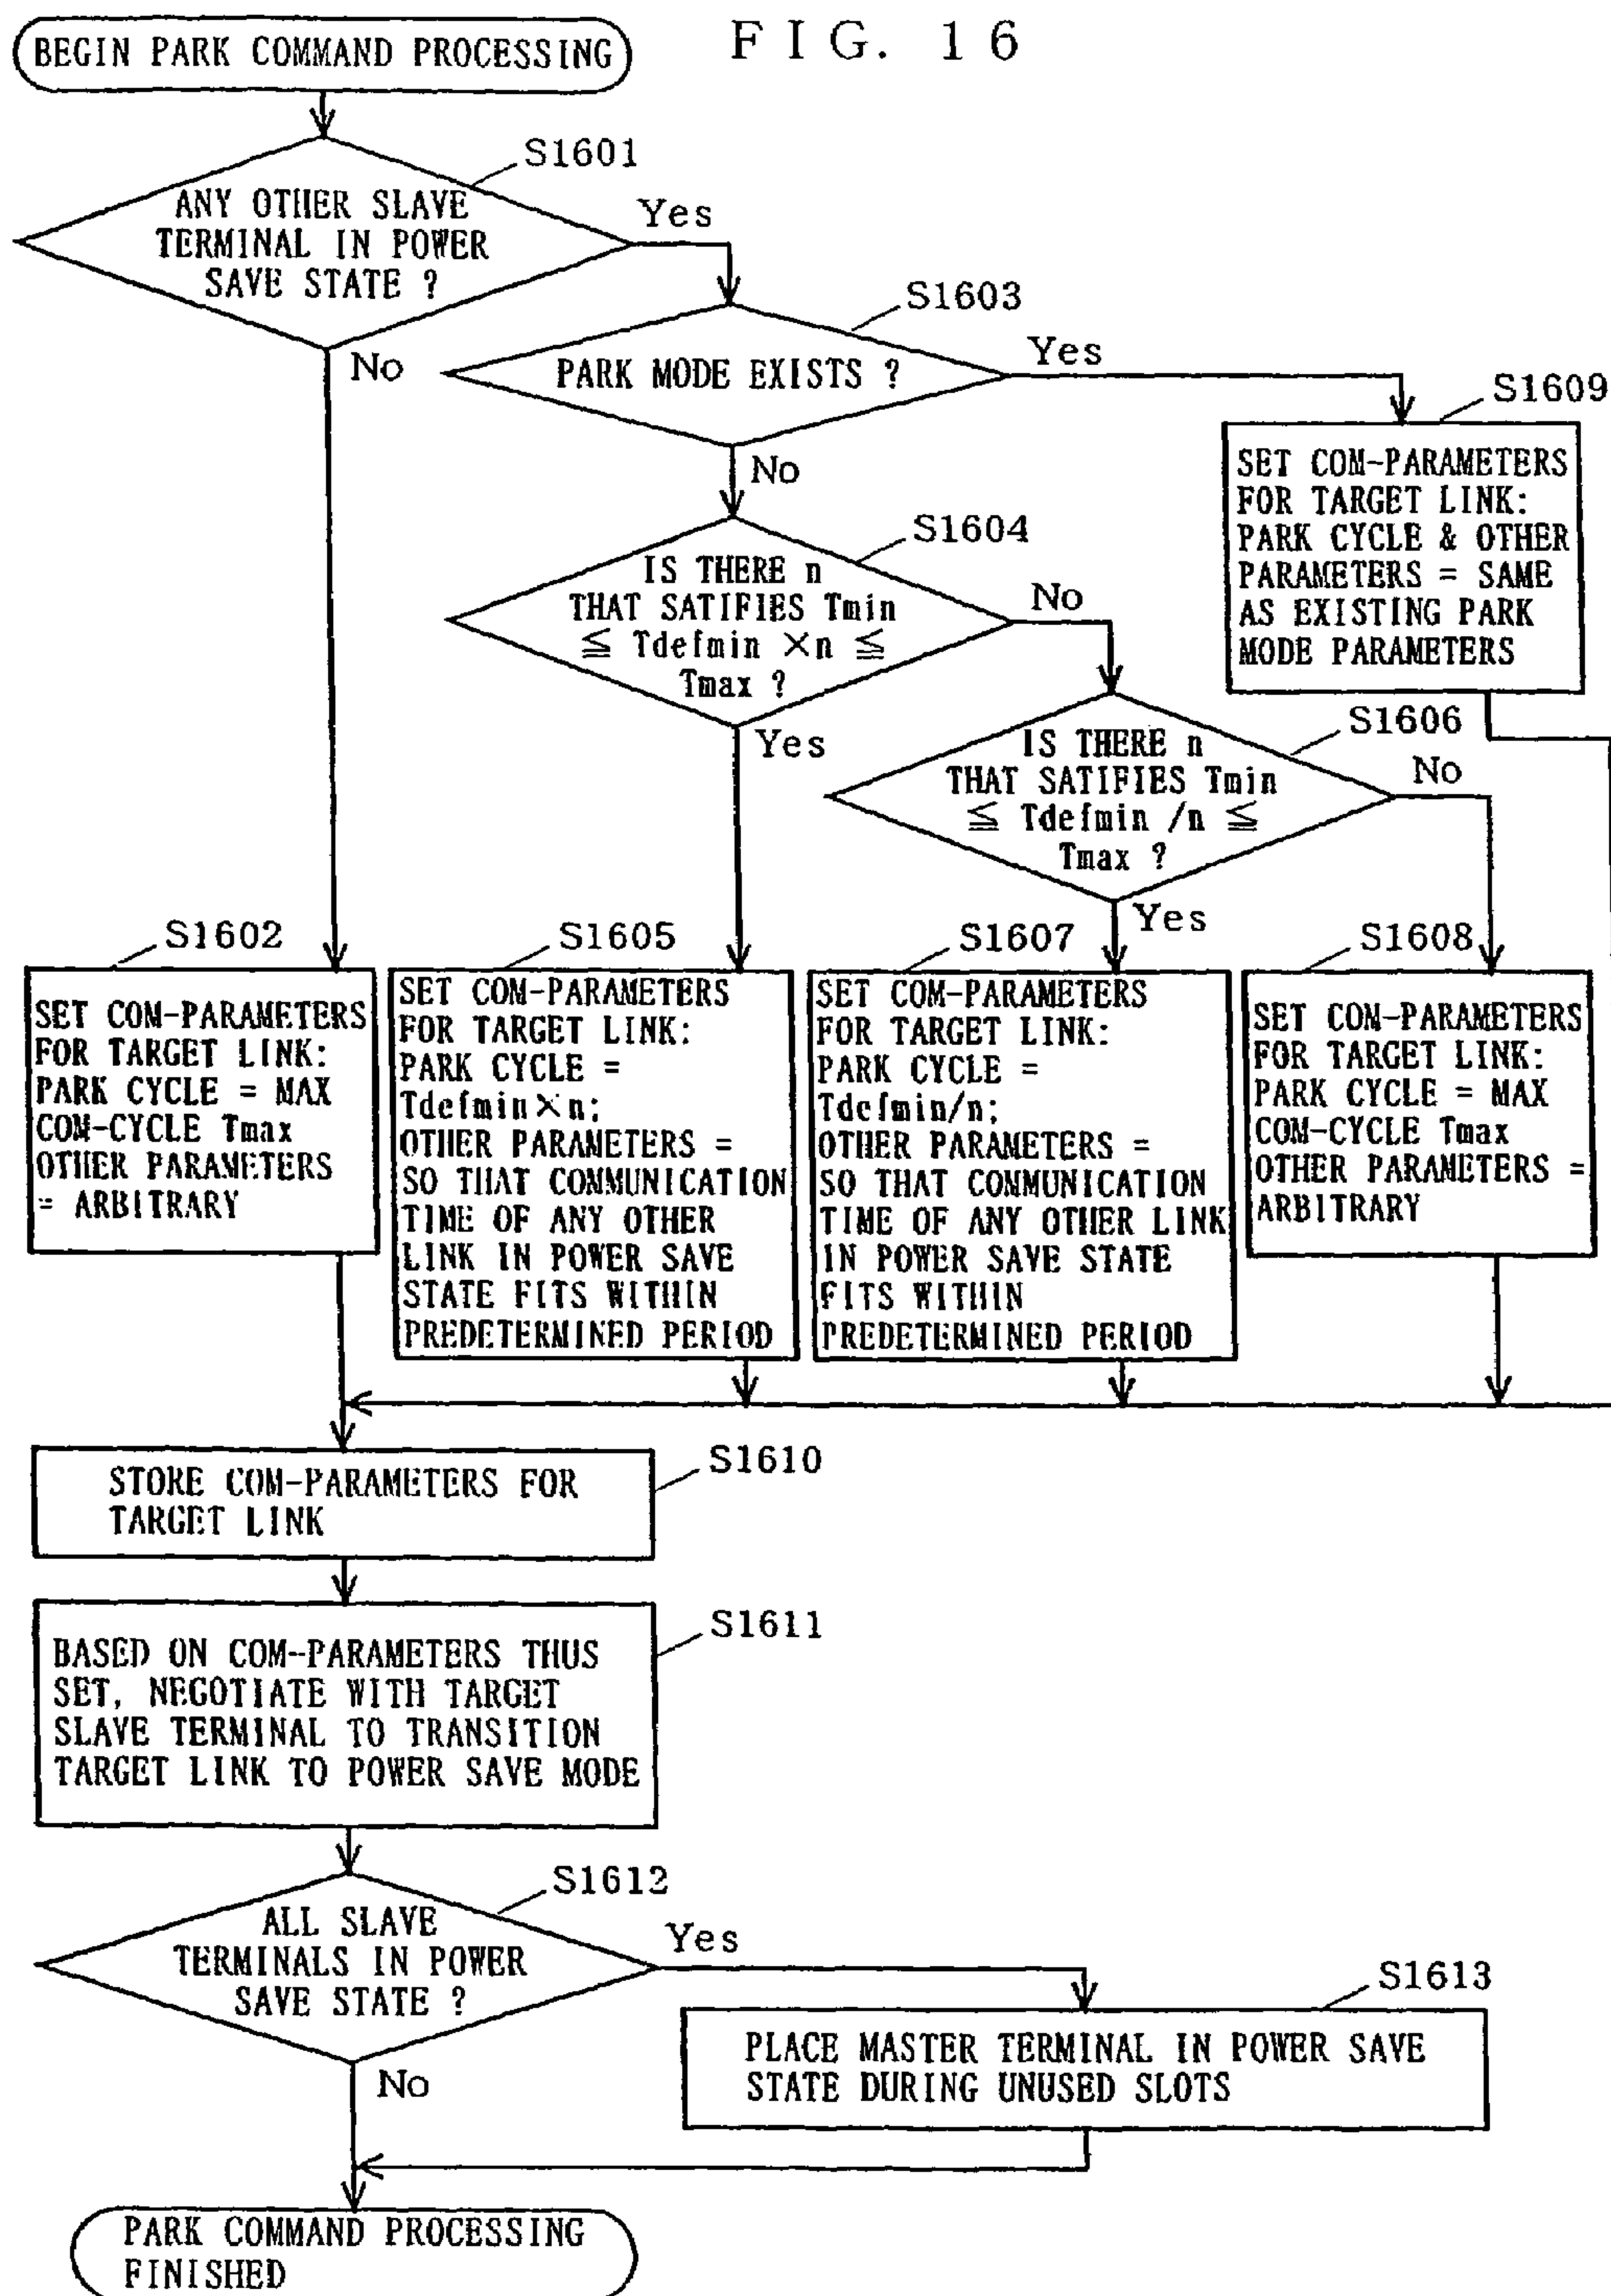 FIG. 16
BEGIN PARK COMMAND PROCESSING
S1601
ANY OTHER SLAVE
TERMINAL IN POWER
SAVE STATE ?
Yes
No
S1603
PARK MODE EXISTS ?
Yes
No
S1609
SET COM-PARAMETERS
FOR TARGET LINK:
PARK CYCLE & OTHER
PARAMETERS = SAME
AS EXISTING PARK
MODE PARAMETERS
S1604
IS THERE n
THAT SATIFIES Tmin
≦ Tdefmin ×n ≦
Tmax ?
No
Yes
S1606
IS THERE n
THAT SATIFIES Tmin
≦ Tdefmin /n ≦
Tmax ?
No
Yes
S1602
SET COM-PARAMETERS
FOR TARGET LINK:
PARK CYCLE = MAX
COM-CYCLE Tmax
OTHER PARAMETERS
= ARBITRARY
S1605
SET COM-PARAMETERS
FOR TARGET LINK:
PARK CYCLE =
Tdefmin×n;
OTHER PARAMETERS =
SO THAT COMMUNICATION
TIME OF ANY OTHER
LINK IN POWER SAVE
STATE FITS WITHIN
PREDETERMINED PERIOD
S1607
SET COM-PARAMETERS
FOR TARGET LINK:
PARK CYCLE =
Tdefmin/n;
OTHER PARAMETERS =
SO THAT COMMUNICATION
TIME OF ANY OTHER LINK
IN POWER SAVE STATE
FITS WITHIN
PREDETERMINED PERIOD
S1608
SET COM-PARAMETERS
FOR TARGET LINK:
PARK CYCLE = MAX
COM-CYCLE Tmax
OTHER PARAMETERS =
ARBITRARY
S1610
STORE COM-PARAMETERS FOR
TARGET LINK
S1611
BASED ON COM-PARAMETERS THUS
SET, NEGOTIATE WITH TARGET
SLAVE TERMINAL TO TRANSITION
TARGET LINK TO POWER SAVE MODE
S1612
ALL SLAVE
TERMINALS IN POWER
SAVE STATE ?
Yes
No
S1613
PLACE MASTER TERMINAL IN POWER SAVE
STATE DURING UNUSED SLOTS
PARK COMMAND PROCESSING
FINISHED